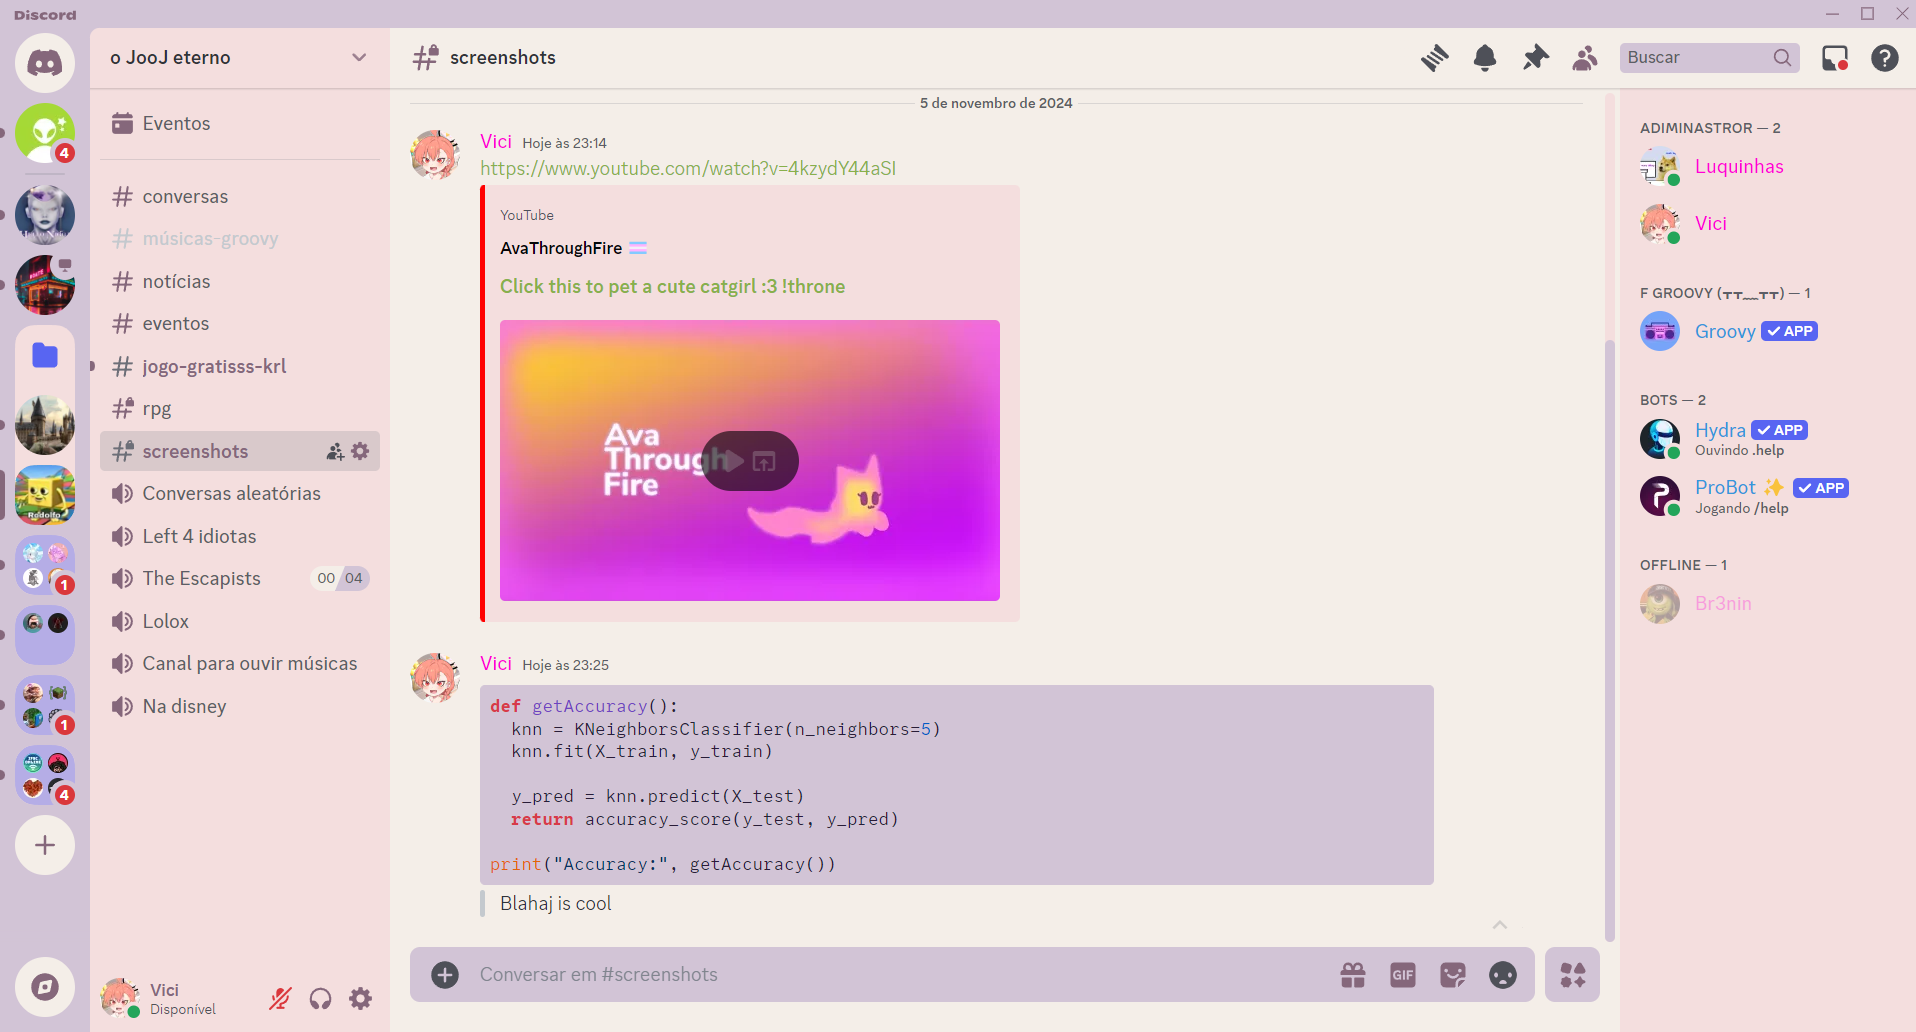 Discord
o JooJ eterno
Eventos
conversas
músicas-groovy
notícias
eventos
jogo-gratisss-krl
rpg
screenshots
Conversas aleatórias
Left 4 idiotas
The Escapists
00 04
Lolox
Canal para ouvir músicas
Na disney
4
Rodolfo
1
1
4
Vici
Disponível
screenshots
Buscar
5 de novembro de 2024
Vici Hoje às 23:14
https://www.youtube.com/watch?v=4kzydY44aSI
YouTube
AvaThroughFire
Click this to pet a cute catgirl :3 !throne
Ava
Through
Fire
Vici Hoje às 23:25
def getAccuracy():
  knn = KNeighborsClassifier(n_neighbors=5)
  knn.fit(X_train, y_train)
  y_pred = knn.predict(X_test)
  return accuracy_score(y_test, y_pred)
print("Accuracy:", getAccuracy())
Blahaj is cool
Conversar em #screenshots
GIF
ADIMINASTROR — 2
Luquinhas
Vici
F GROOVY (┬┬﹏┬┬) — 1
Groovy APP
BOTS — 2
Hydra APP
Ouvindo .help
ProBot ✨ APP
Jogando /help
OFFLINE — 1
Br3nin